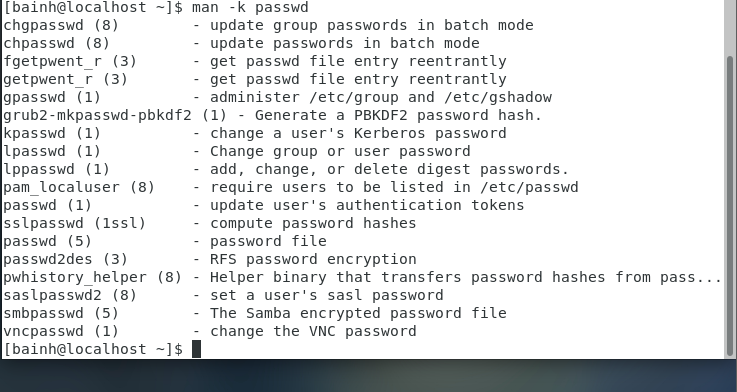 [bainh@localhost ~]$ man -k passwd
chgpasswd (8)        - update group passwords in batch mode
chpasswd (8)         - update passwords in batch mode
fgetpwent_r (3)      - get passwd file entry reentrantly
getpwent_r (3)       - get passwd file entry reentrantly
gpasswd (1)          - administer /etc/group and /etc/gshadow
grub2-mkpasswd-pbkdf2 (1) - Generate a PBKDF2 password hash.
kpasswd (1)          - change a user's Kerberos password
lpasswd (1)          - Change group or user password
lppasswd (1)         - add, change, or delete digest passwords.
pam_localuser (8)    - require users to be listed in /etc/passwd
passwd (1)           - update user's authentication tokens
sslpasswd (1ssl)     - compute password hashes
passwd (5)           - password file
passwd2des (3)       - RFS password encryption
pwhistory_helper (8) - Helper binary that transfers password hashes from pass...
saslpasswd2 (8)      - set a user's sasl password
smbpasswd (5)        - The Samba encrypted password file
vncpasswd (1)        - change the VNC password
[bainh@localhost ~]$